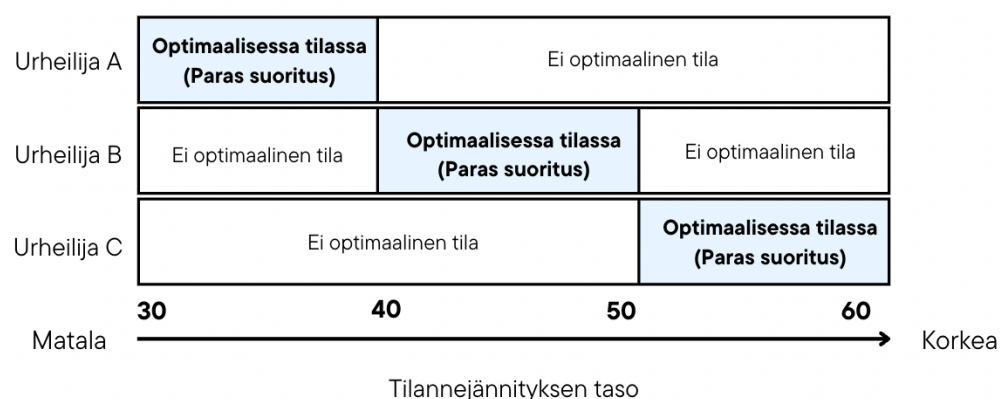 Urheilija A
Optimaalisessa tilassa
(Paras suoritus)
Ei optimaalinen tila
Urheilija B
Ei optimaalinen tila
Optimaalisessa tilassa
(Paras suoritus)
Ei optimaalinen tila
Urheilija C
Ei optimaalinen tila
Optimaalisessa tilassa
(Paras suoritus)
30 40 50 60
Matala Korkea
Tilannejännityksen taso